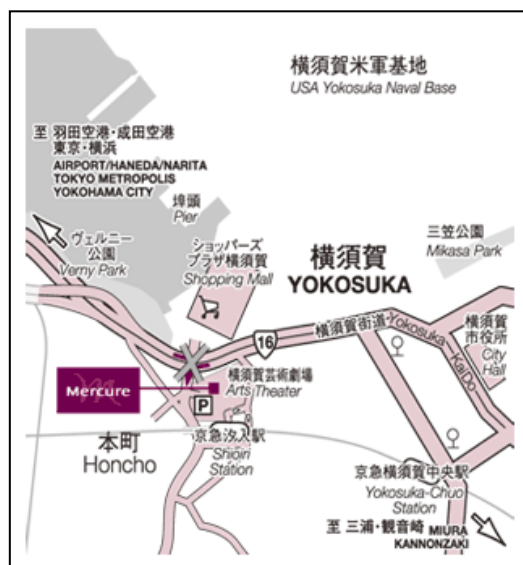 横須賀米軍基地
USA Yokosuka Naval Base
至 羽田空港・成田空港
東京・横浜
AIRPORT/HANEDA/NARITA
TOKYO METROPOLIS
YOKOHAMA CITY
埠頭
Pier
ヴェルニー
公園
Verny Park
ショッパーズ
プラザ横須賀
Shopping Mall
三笠公園
Mikasa Park
横須賀
YOKOSUKA
16
横須賀街道 Yokosuka KaiDo
横須賀
市役所
City
Hall
Mercure
横須賀芸術劇場
Arts Theater
P
本町
Honcho
京急汐入駅
Shioiri
Station
京急横須賀中央駅
Yokosuka-Chuo
Station
至 三浦・観音崎 MIURA
KANNONZAKI